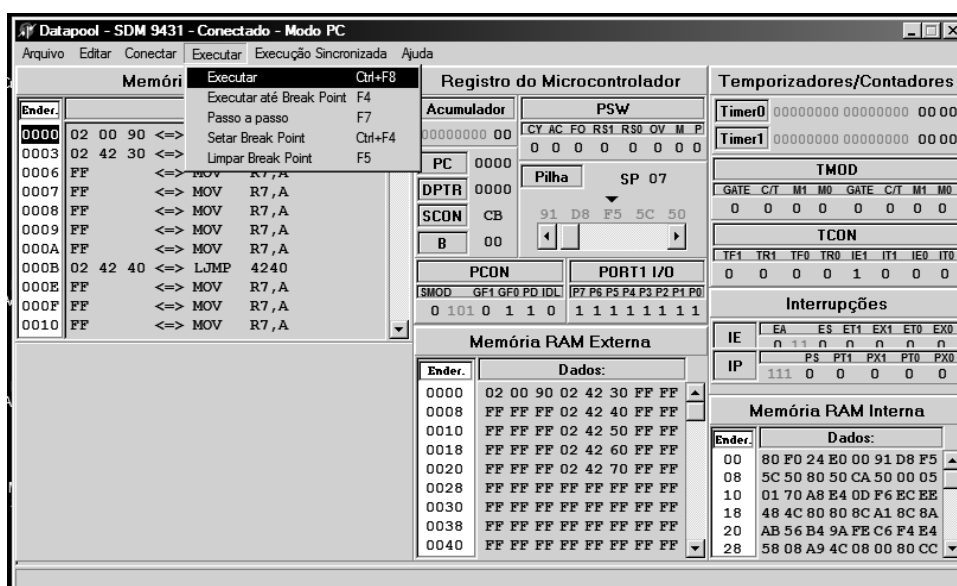 Datapool - SDM 9431 - Conectado - Modo PC
Arquivo Editar Conectar Executar Execução Sincronizada Ajuda
Executar Ctrl+F8
Executar até Break Point F4
Passo a passo F7
Setar Break Point Ctrl+F4
Limpar Break Point F5
Memóri
Ender.
0000 02 00 90 <=>
0003 02 42 30 <=>
0006 FF <=> MOV R7,A
0007 FF <=> MOV R7,A
0008 FF <=> MOV R7,A
0009 FF <=> MOV R7,A
000A FF <=> MOV R7,A
000B 02 42 40 <=> LJMP 4240
000E FF <=> MOV R7,A
000F FF <=> MOV R7,A
0010 FF <=> MOV R7,A
Registro do Microcontrolador
Acumulador
00000000 00
PSW
CY AC FO RS1 RS0 OV M P
0 0 0 0 0 0 0 0
PC 0000
DPTR 0000
SCON CB
B 00
Pilha SP 07
91 D8 F5 5C 50
PCON
SMOD GF1 GF0 PD IDL
0 101 0 1 1 0
PORT1 I/O
P7 P6 P5 P4 P3 P2 P1 P0
1 1 1 1 1 1 1 1
Memória RAM Externa
Ender. Dados:
0000 02 00 90 02 42 30 FF FF
0008 FF FF FF 02 42 40 FF FF
0010 FF FF FF 02 42 50 FF FF
0018 FF FF FF 02 42 60 FF FF
0020 FF FF FF 02 42 70 FF FF
0028 FF FF FF FF FF FF FF FF
0030 FF FF FF FF FF FF FF FF
0038 FF FF FF FF FF FF FF FF
0040 FF FF FF FF FF FF FF FF
Temporizadores/Contadores
Timer0 00000000 00000000 00 00
Timer1 00000000 00000000 00 00
TMOD
GATE C/T M1 M0 GATE C/T M1 M0
0 0 0 0 0 0 0 0
TCON
TF1 TR1 TF0 TR0 IE1 IT1 IE0 IT0
0 0 0 0 1 0 0 0
Interrupções
IE
EA ES ET1 EX1 ET0 EX0
0 11 0 0 0 0 0
IP
PS PT1 PX1 PT0 PX0
111 0 0 0 0 0
Memória RAM Interna
Ender. Dados:
00 80 F0 24 E0 00 91 D8 F5
08 5C 50 80 50 CA 50 00 05
10 01 70 A8 E4 0D F6 EC EE
18 48 4C 80 80 8C A1 8C 8A
20 AB 56 B4 9A FE C6 F4 E4
28 58 08 A9 4C 08 00 80 CC